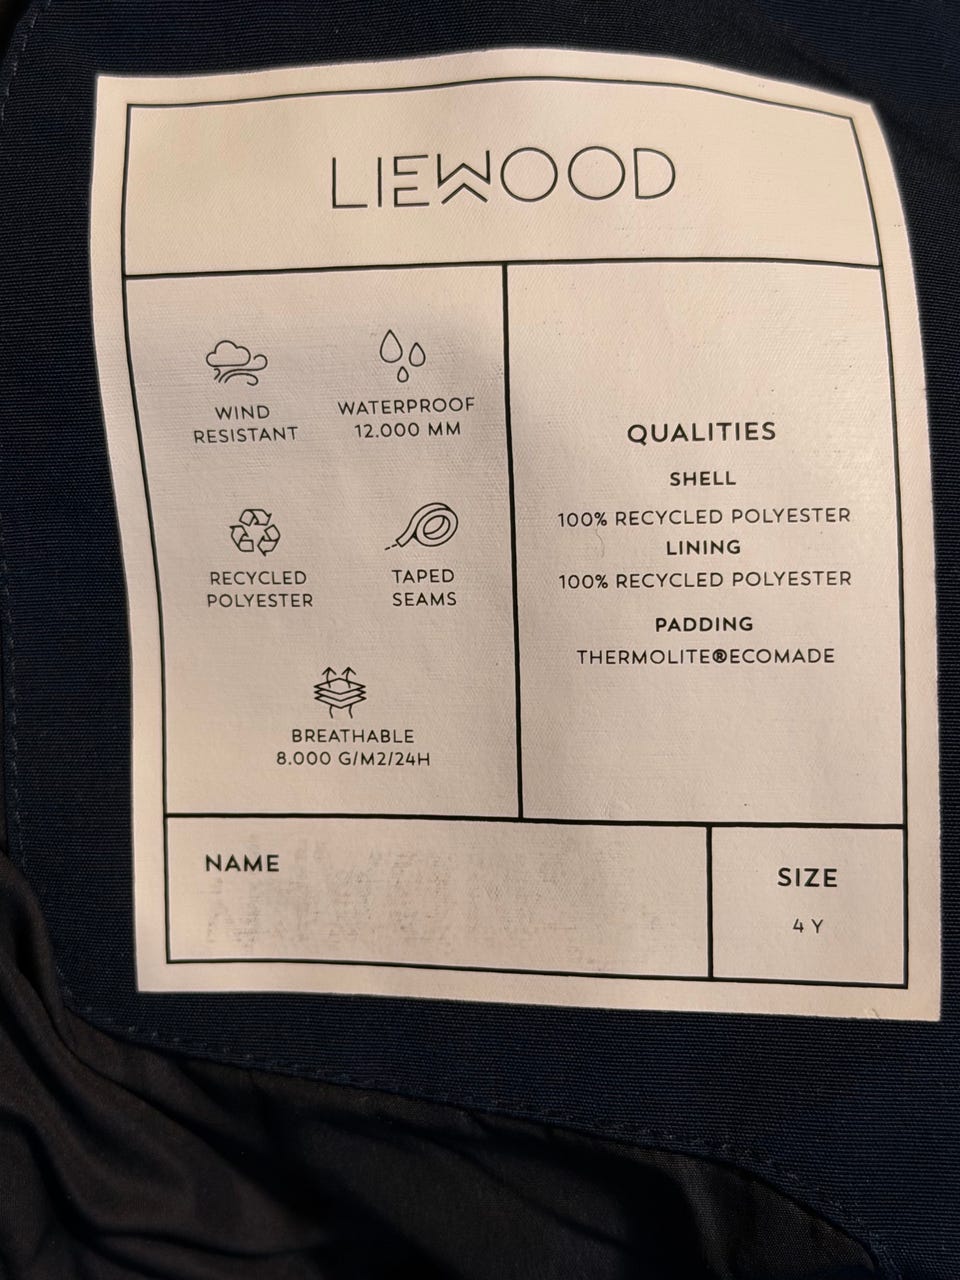 LIEWOOD
WIND
RESISTANT
WATERPROOF
12.000 MM
RECYCLED
POLYESTER
TAPED
SEAMS
BREATHABLE
8.000 G/M2/24H
QUALITIES
SHELL
100% RECYCLED POLYESTER
LINING
100% RECYCLED POLYESTER
PADDING
THERMOLITE®ECOMADE
NAME
SIZE
4 Y